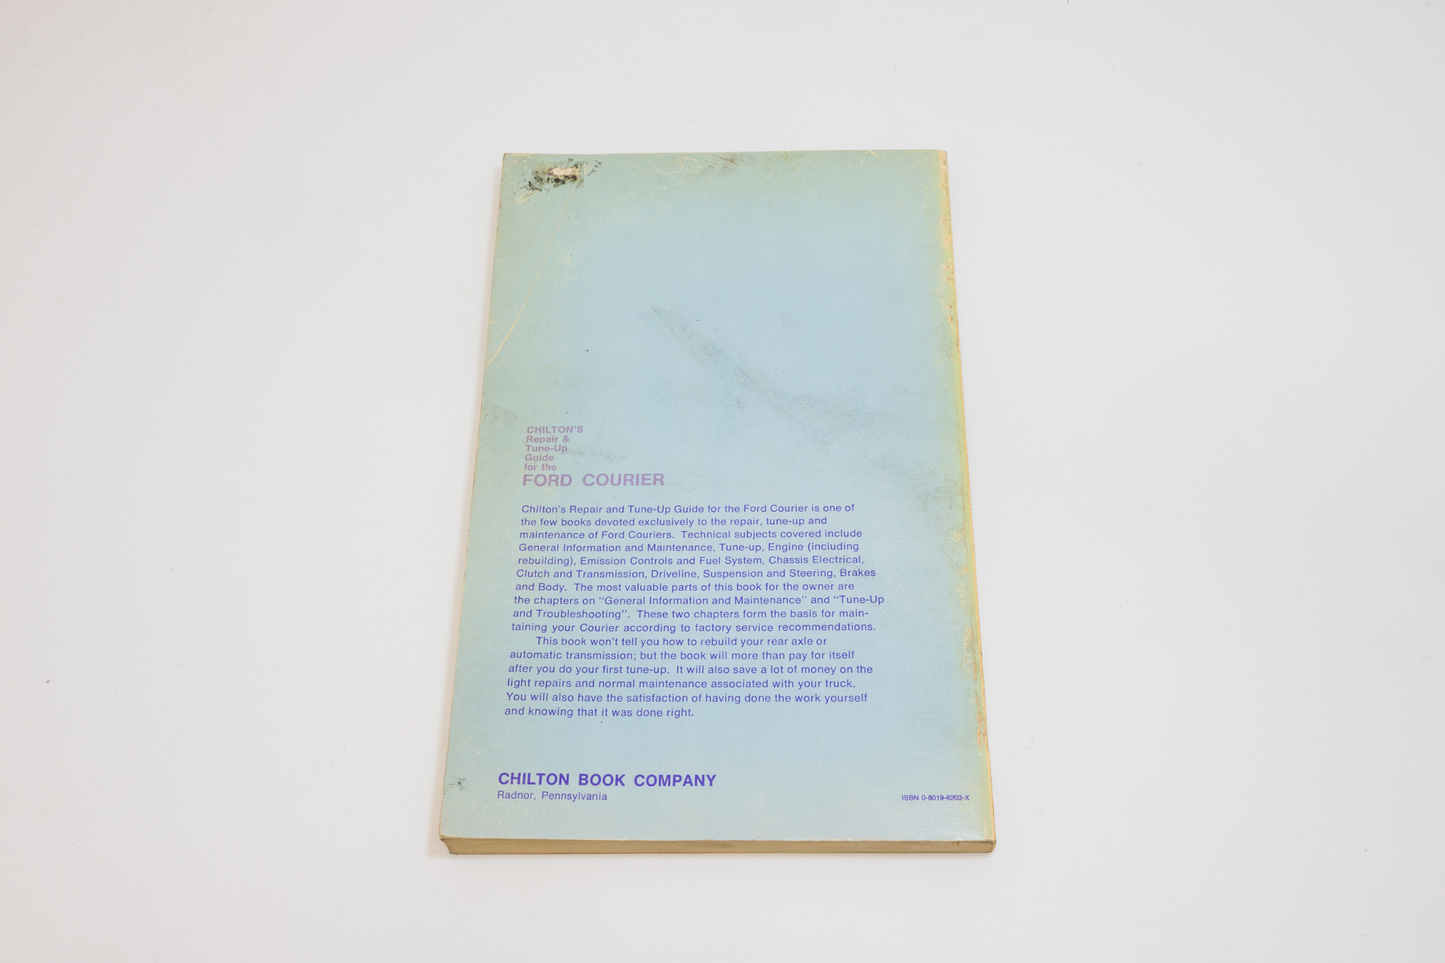 CHILTON'S
Repair &
Tune-Up
Guide
for the
FORD COURIER
Chilton's Repair and Tune-Up Guide for the Ford Courier is one of
the few books devoted exclusively to the repair, tune-up and
maintenance of Ford Couriers. Technical subjects covered include
General Information and Maintenance, Tune-up, Engine (including
rebuilding), Emission Controls and Fuel System, Chassis Electrical,
Clutch and Transmission, Driveline, Suspension and Steering, Brakes
and Body. The most valuable parts of this book for the owner are
the chapters on "General Information and Maintenance" and "Tune-Up
and Troubleshooting". These two chapters form the basis for main-
taining your Courier according to factory service recommendations.
This book won't tell you how to rebuild your rear axle or
automatic transmission; but the book will more than pay for itself
after you do your first tune-up. It will also save a lot of money on the
light repairs and normal maintenance associated with your truck.
You will also have the satisfaction of having done the work yourself
and knowing that it was done right.
CHILTON BOOK COMPANY
Radnor, Pennsylvania
ISBN 0-8019-6203-X